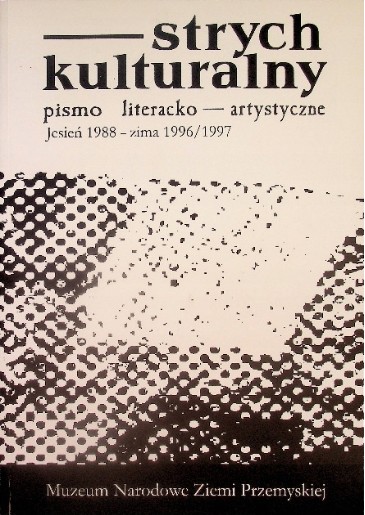 strych
kulturalny
pismo literacko — artystyczne
Jesień 1988 - zima 1996/1997
Muzeum Narodowe Ziemi Przemyskiej